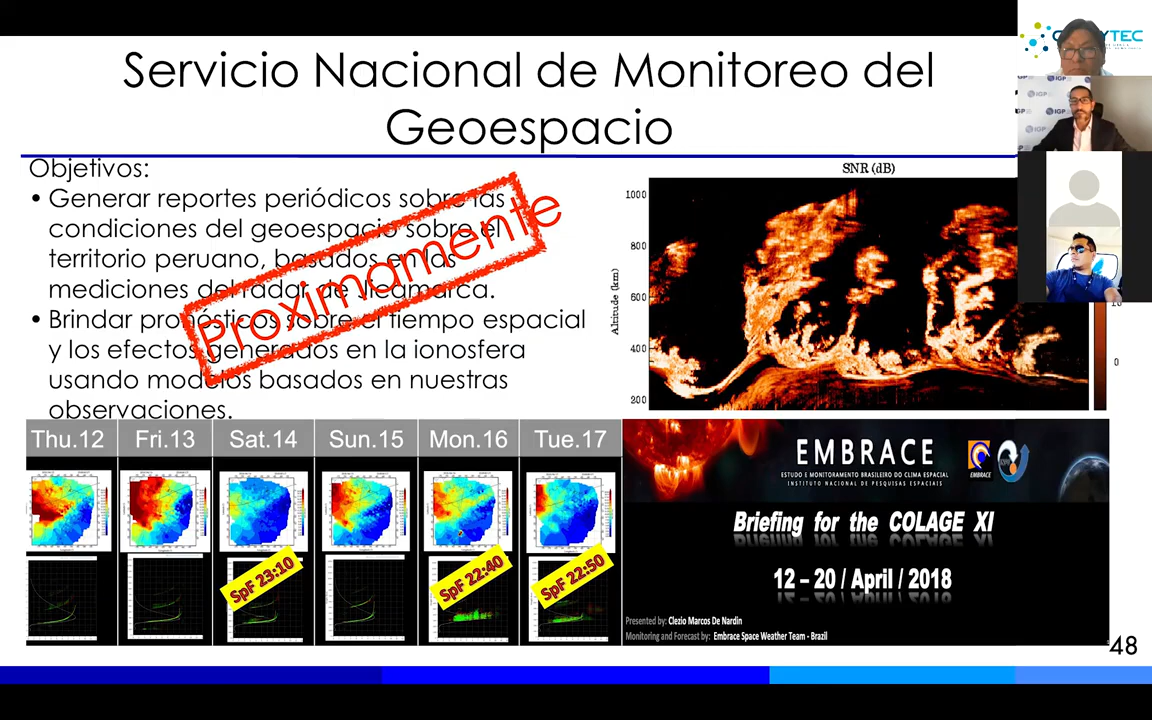 Servicio Nacional de Monitoreo del
Geoespacio
Objetivos:
• Generar reportes periódicos sobre las
condiciones del geoespacio sobre el
territorio peruano, basados en las
mediciones del radar de Jicamarca.
• Brindar pronósticos sobre el tiempo espacial
y los efectos generados en la ionosfera
usando modelos basados en nuestras
observaciones.
Proximamente
SNR (dB)
Altitude (km)
1000
800
600
400
200
0
IGP
Thu.12 Fri.13 Sat.14 Sun.15 Mon.16 Tue.17
SpF 23:10
SpF 22:40
SpF 22:50
EMBRACE
ESTUDO E MONITORAMENTO BRASILEIRO DO CLIMA ESPACIAL
INSTITUTO NACIONAL DE PESQUISAS ESPACIAIS
EMBRACE
Briefing for the COLAGE XI
12 – 20 / April / 2018
Presented by: Clezio Marcos De Nardin
Monitoring and Forecast by: Embrace Space Weather Team - Brazil
48